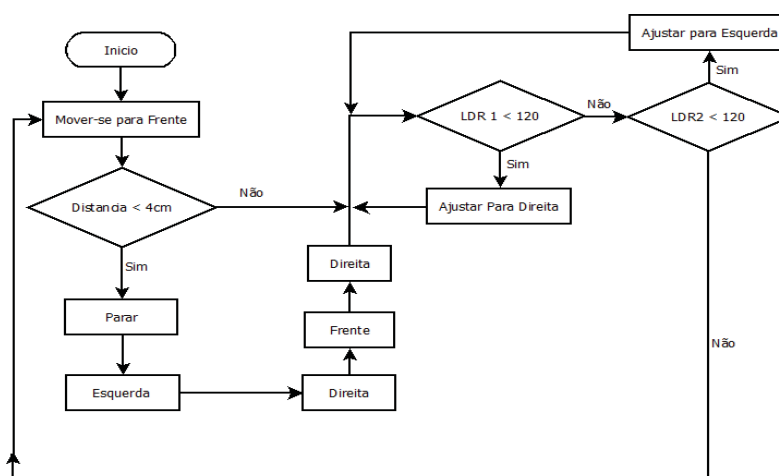 Inicio
Mover-se para Frente
Distancia < 4cm
Não
Sim
Parar
Esquerda
Direita
Frente
Direita
LDR 1 < 120
Sim
Ajustar Para Direita
Não
LDR2 < 120
Sim
Ajustar para Esquerda
Não